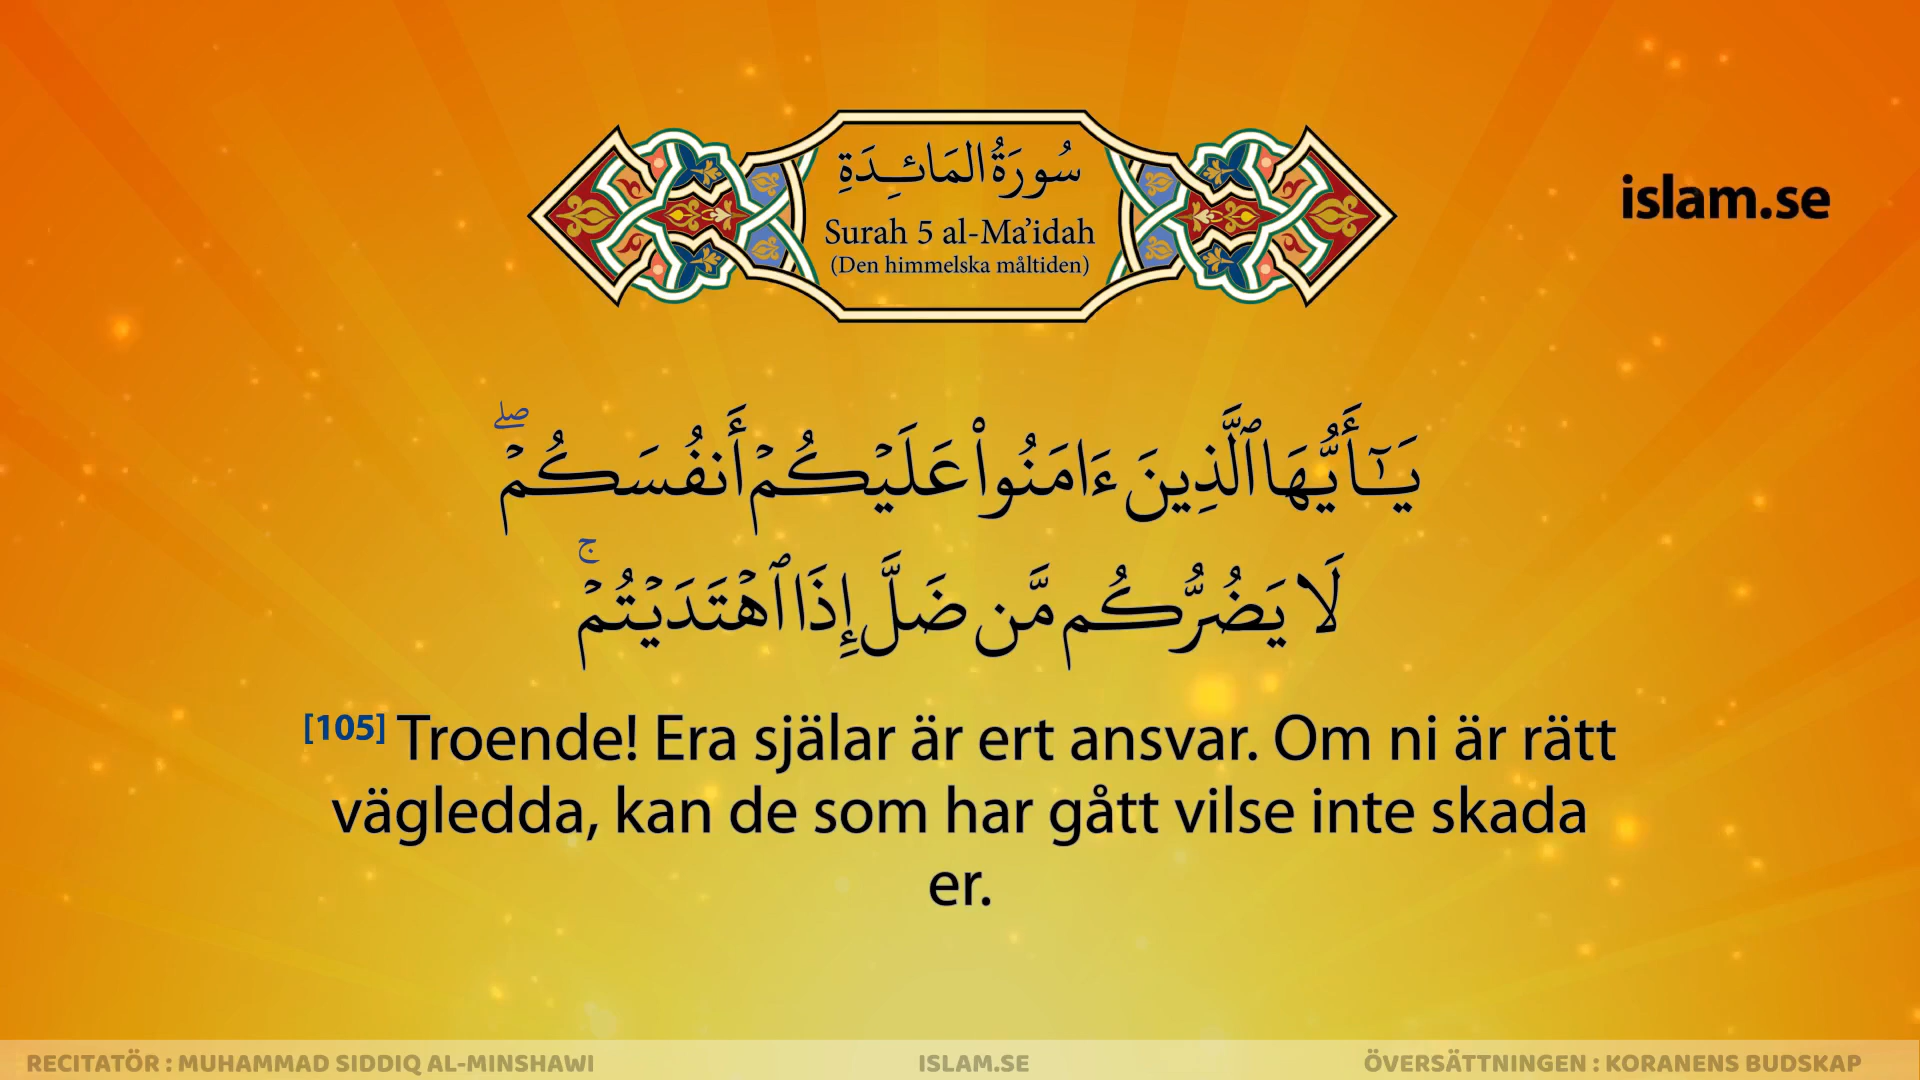 سُورَةُ المَائِدَةِ
Surah 5 al-Ma’idah
(Den himmelska måltiden)
islam.se
يَـٰٓأَيُّهَا ٱلَّذِينَ ءَامَنُوا۟ عَلَيْكُمْ أَنفُسَكُمْ ۖ
لَا يَضُرُّكُم مَّن ضَلَّ إِذَا ٱهْتَدَيْتُمْ ۚ
[105] Troende! Era själar är ert ansvar. Om ni är rätt
vägledda, kan de som har gått vilse inte skada
er.
RECITATÖR : MUHAMMAD SIDDIQ AL-MINSHAWI
ISLAM.SE
ÖVERSÄTTNINGEN : KORANENS BUDSKAP